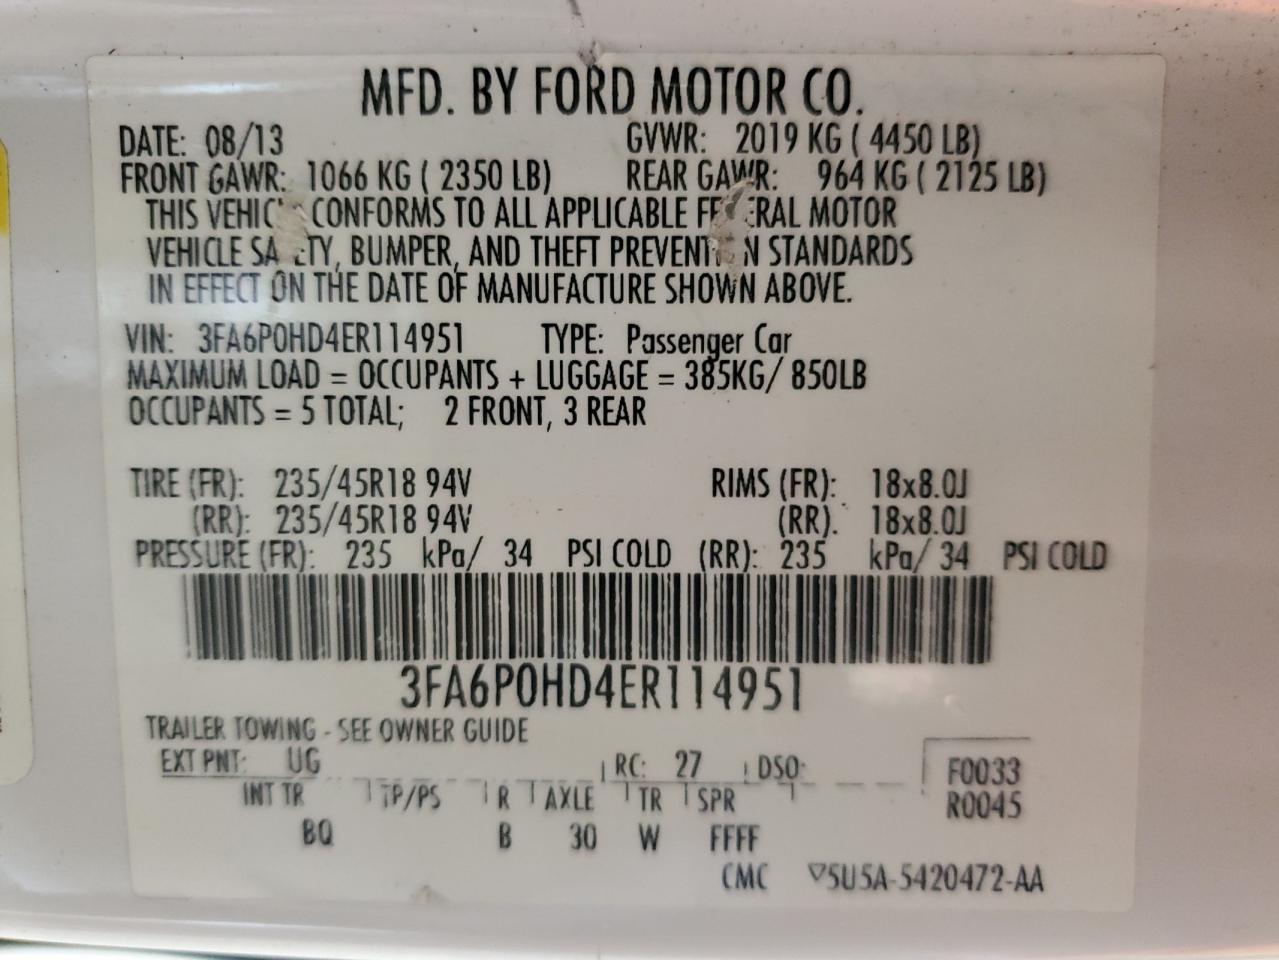 MFD. BY FORD MOTOR CO.
DATE: 08/13 GVWR: 2019 KG ( 4450 LB)
FRONT GAWR: 1066 KG ( 2350 LB) REAR GAWR: 964 KG ( 2125 LB)
THIS CONFORMS TO ALL APPLICABLE MOTOR
VEHICLE BUMPER, AND THEFT STANDARDS
IN EFFECT ON THE DATE OF MANUFACTURE SHOWN ABOVE.
VIN: 3FA6P0HD4ER114951 TYPE: Passenger Car
MAXIMUM LOAD = OCCUPANTS + LUGGAGE = 385KG/ 850LB
OCCUPANTS = 5 TOTAL; 2 FRONT, 3 REAR
TIRE (FR): 235/45R18 94V RIMS (FR): 18x8.0J
(RR): 235/45R18 94V (RR). 18x8.0J
PRESSURE (FR): 235 kPa/ 34 PSI COLD (RR): 235 kPa/ 34 PSI COLD
3FA6P0HD4ER114951
TRAILER TOWING - SEE OWNER GUIDE
EXT PNT: UG RC: 27 DSO: F0033
INT TR TP/PS R AXLE TR SPR R0045
BQ B 30 W FFFF
CMC ▽5U5A-5420472-AA